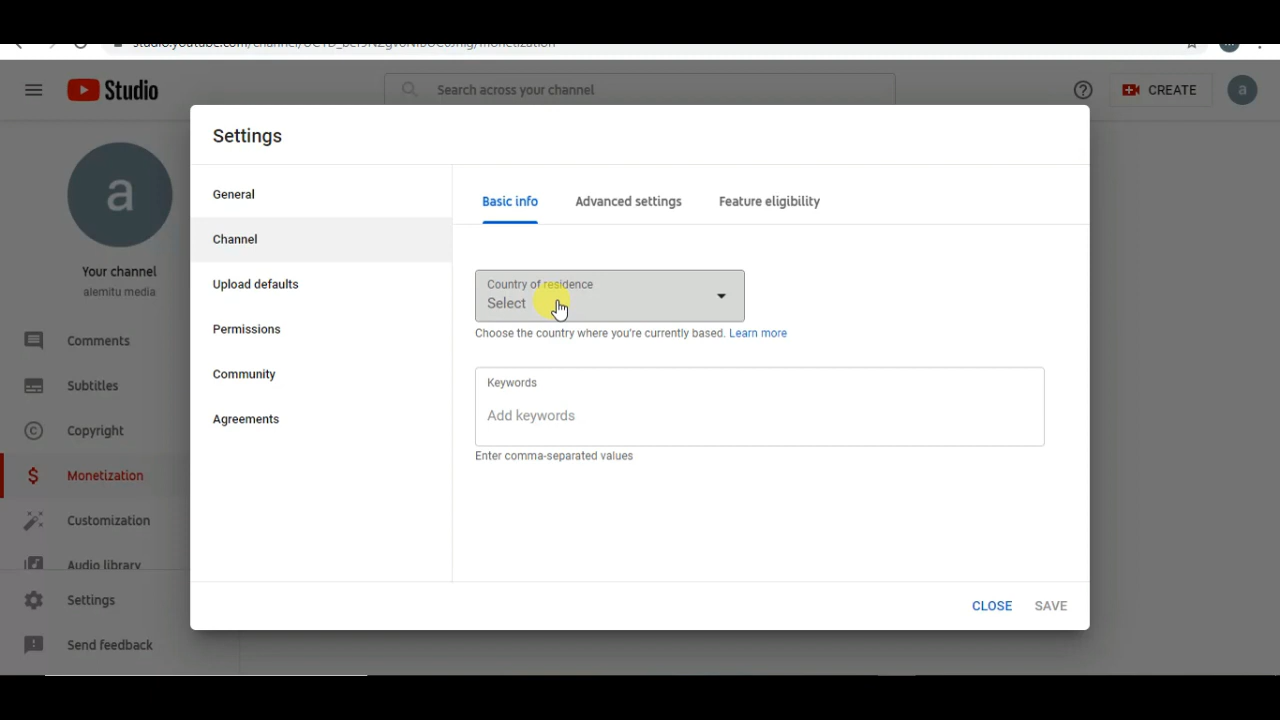 Studio
Search across your channel
CREATE
a
Settings
a
Your channel
alemitu media
Comments
Subtitles
Copyright
Monetization
Customization
Audio library
Settings
Send feedback
General
Channel
Upload defaults
Permissions
Community
Agreements
Basic info
Advanced settings
Feature eligibility
Country of residence
Select
Choose the country where you're currently based. Learn more
Keywords
Add keywords
Enter comma-separated values
CLOSE
SAVE